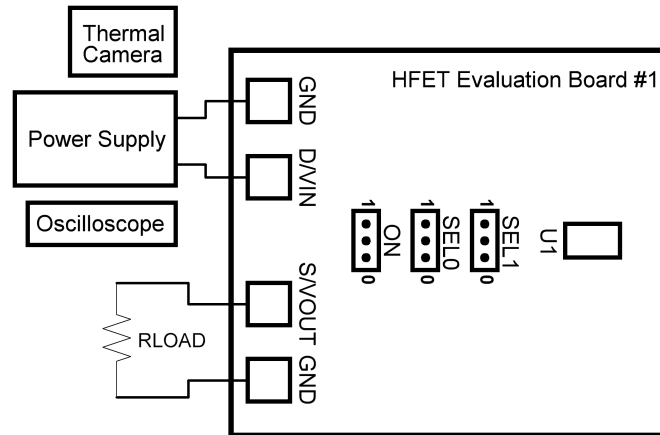 Thermal
Camera
HFET Evaluation Board #1
GND
Power Supply
D/VIN
Oscilloscope
1
ON
0
1
SEL0
0
1
SEL1
0
U1
S/VOUT
RLOAD
GND